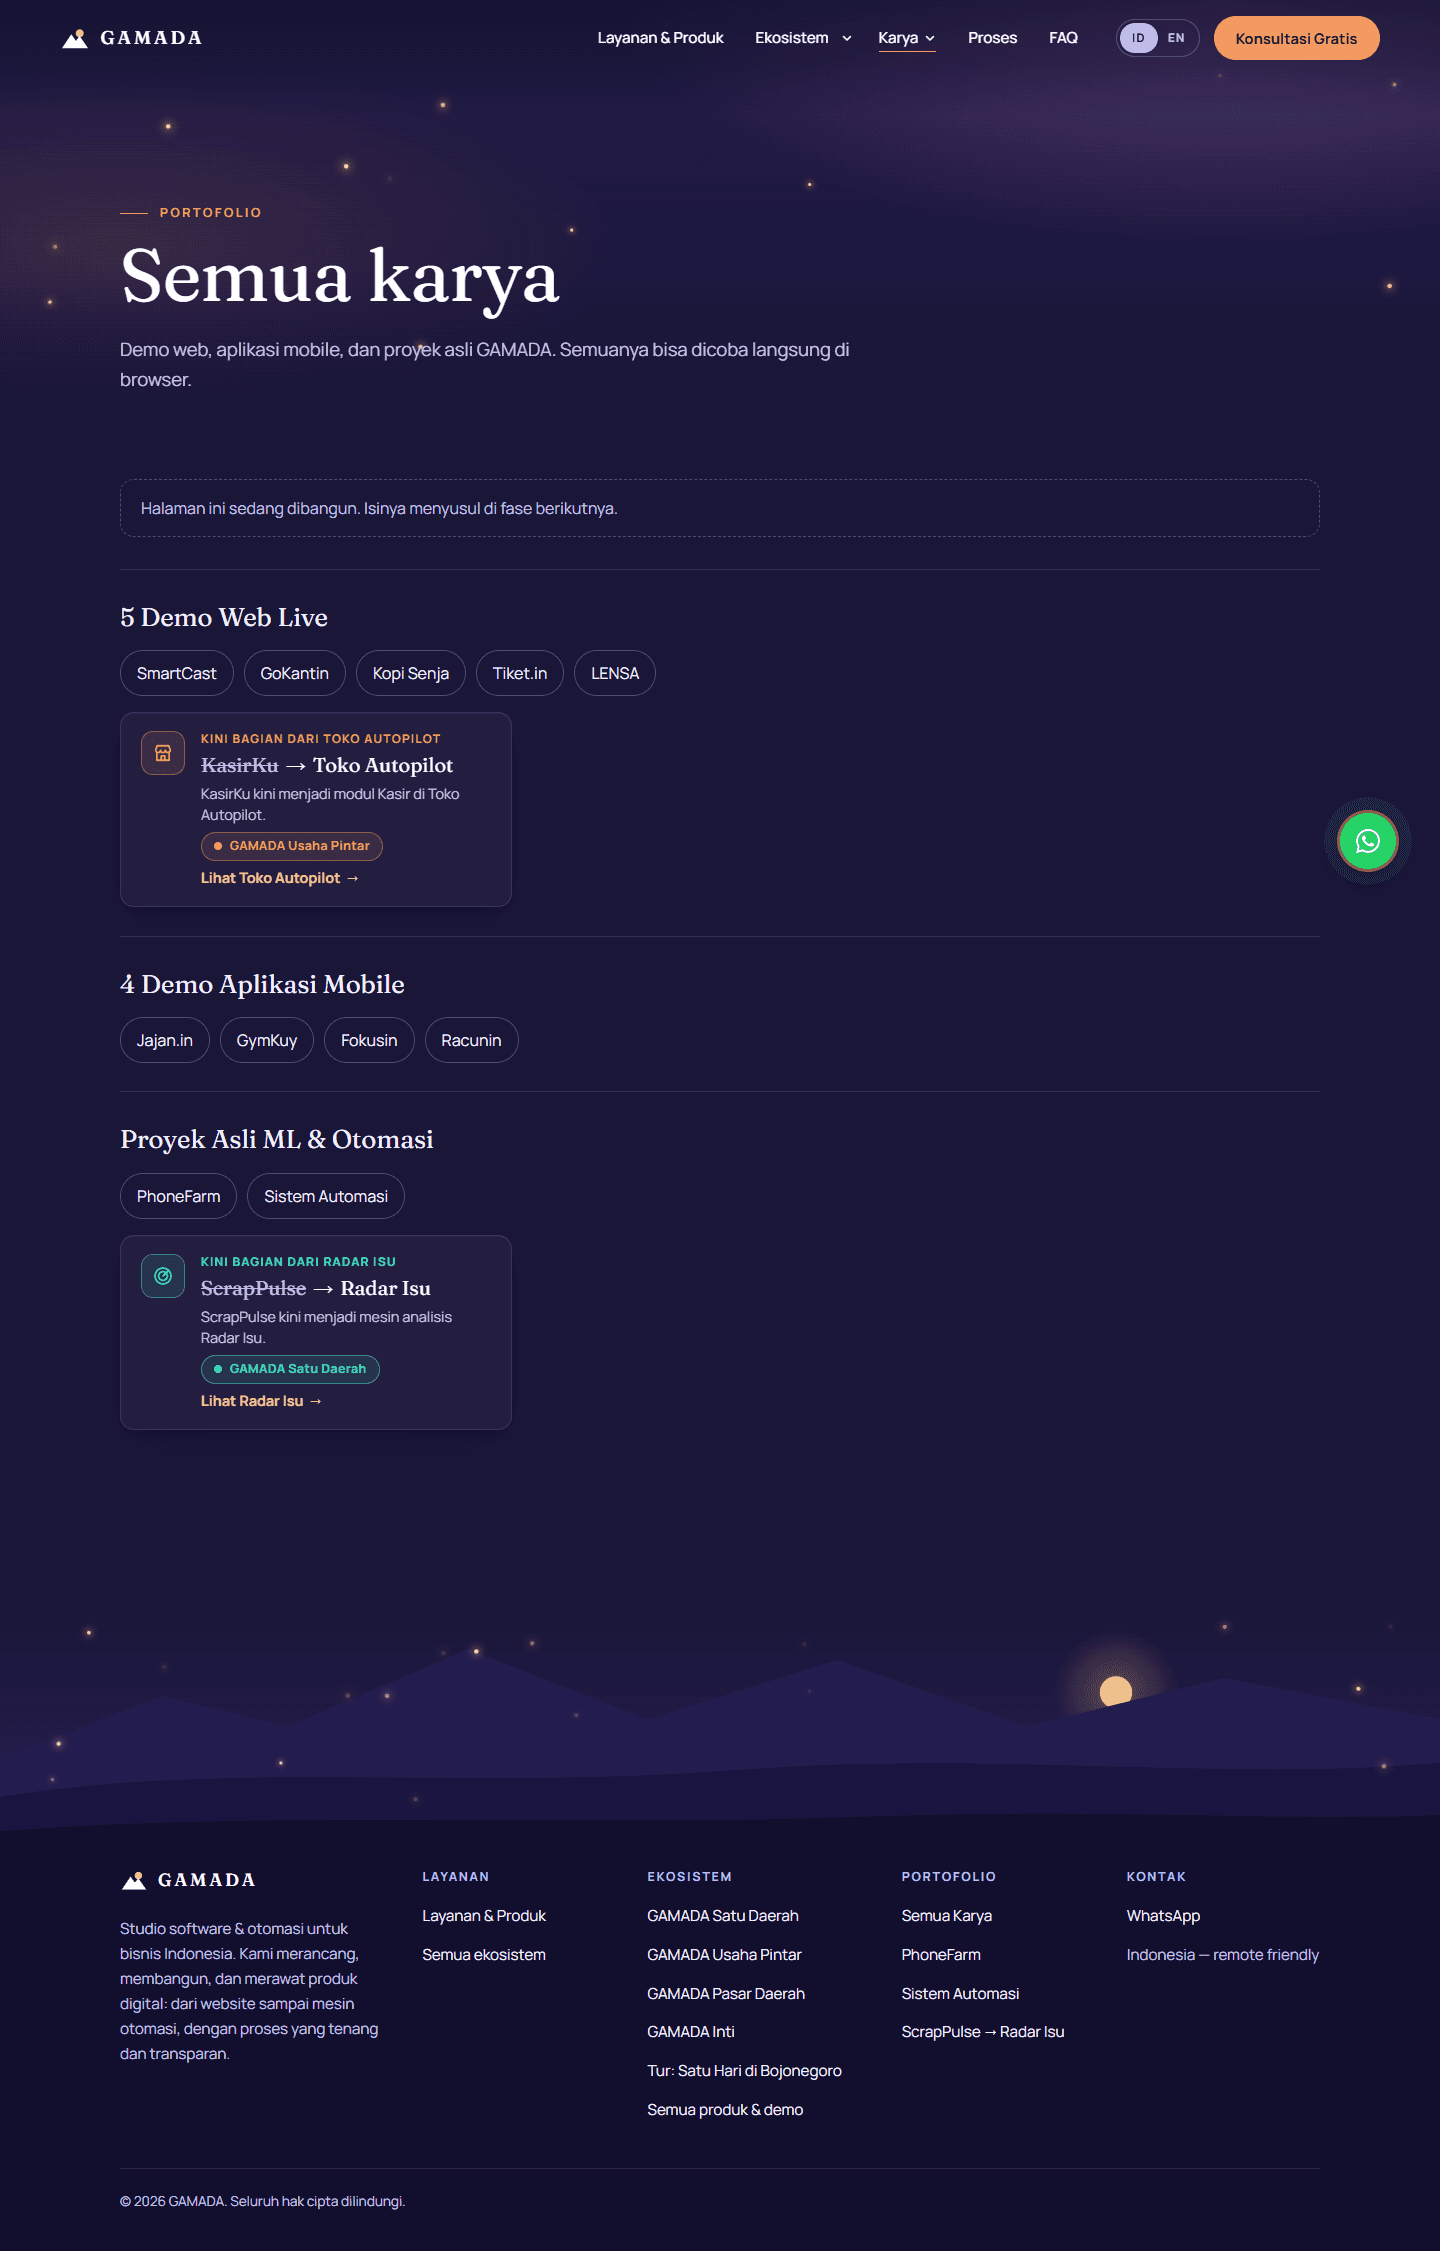 GAMADA
Layanan & Produk
Ekosistem
Karya
Proses
FAQ
ID
EN
Konsultasi Gratis
PORTOFOLIO
Semua karya
Demo web, aplikasi mobile, dan proyek asli GAMADA. Semuanya bisa dicoba langsung di
browser.
Halaman ini sedang dibangun. Isinya menyusul di fase berikutnya.
5 Demo Web Live
SmartCast
GoKantin
Kopi Senja
Tiket.in
LENSA
KINI BAGIAN DARI TOKO AUTOPILOT
KasirKu → Toko Autopilot
KasirKu kini menjadi modul Kasir di Toko
Autopilot.
GAMADA Usaha Pintar
Lihat Toko Autopilot →
4 Demo Aplikasi Mobile
Jajan.in
GymKuy
Fokusin
Racunin
Proyek Asli ML & Otomasi
PhoneFarm
Sistem Automasi
KINI BAGIAN DARI RADAR ISU
ScrapPulse → Radar Isu
ScrapPulse kini menjadi mesin analisis
Radar Isu.
GAMADA Satu Daerah
Lihat Radar Isu →
GAMADA
Studio software & otomasi untuk
bisnis Indonesia. Kami merancang,
membangun, dan merawat produk
digital: dari website sampai mesin
otomasi, dengan proses yang tenang
dan transparan.
LAYANAN
Layanan & Produk
Semua ekosistem
EKOSISTEM
GAMADA Satu Daerah
GAMADA Usaha Pintar
GAMADA Pasar Daerah
GAMADA Inti
Tur: Satu Hari di Bojonegoro
Semua produk & demo
PORTOFOLIO
Semua Karya
PhoneFarm
Sistem Automasi
ScrapPulse → Radar Isu
KONTAK
WhatsApp
Indonesia — remote friendly
© 2026 GAMADA. Seluruh hak cipta dilindungi.